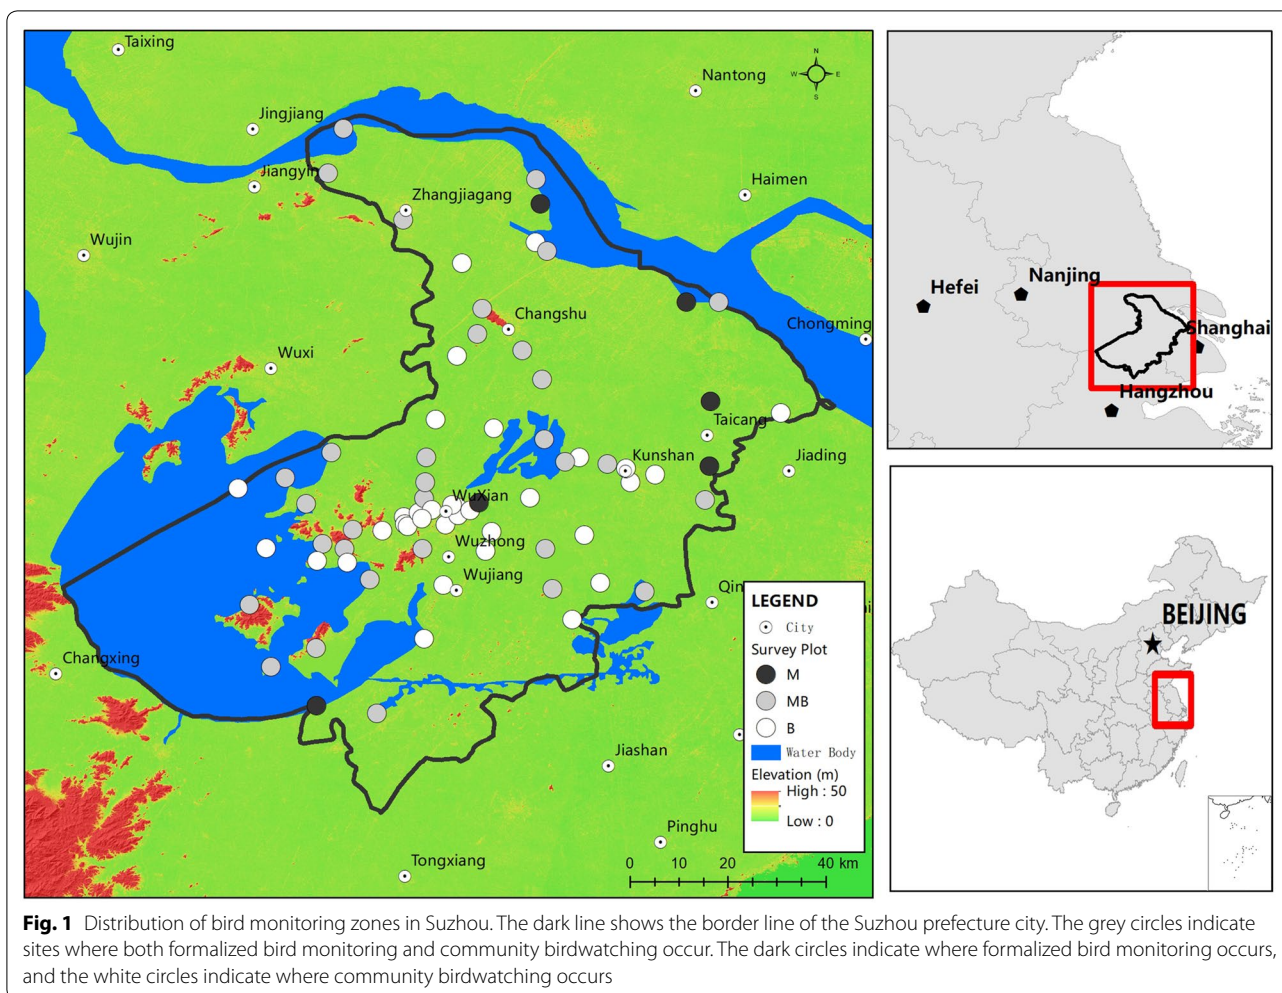 Taixing
Nantong
Jingjiang
Haimen
Zhangjiagang
Wujin
Changshu
Chongming
Wuxi
Taicang
Kunshan
Jiading
WuXian
Wuzhong
Wujiang
Changxing
Jiashan
Pinghu
Tongxiang
N
W
E
S
LEGEND
City
Survey Plot
M
MB
B
Water Body
Elevation (m)
High : 50
Low : 0
0 10 20 40 km
Hefei
Nanjing
Shanghai
Hangzhou
BEIJING
Fig. 1 Distribution of bird monitoring zones in Suzhou. The dark line shows the border line of the Suzhou prefecture city. The grey circles indicate
sites where both formalized bird monitoring and community birdwatching occur. The dark circles indicate where formalized bird monitoring occurs,
and the white circles indicate where community birdwatching occurs